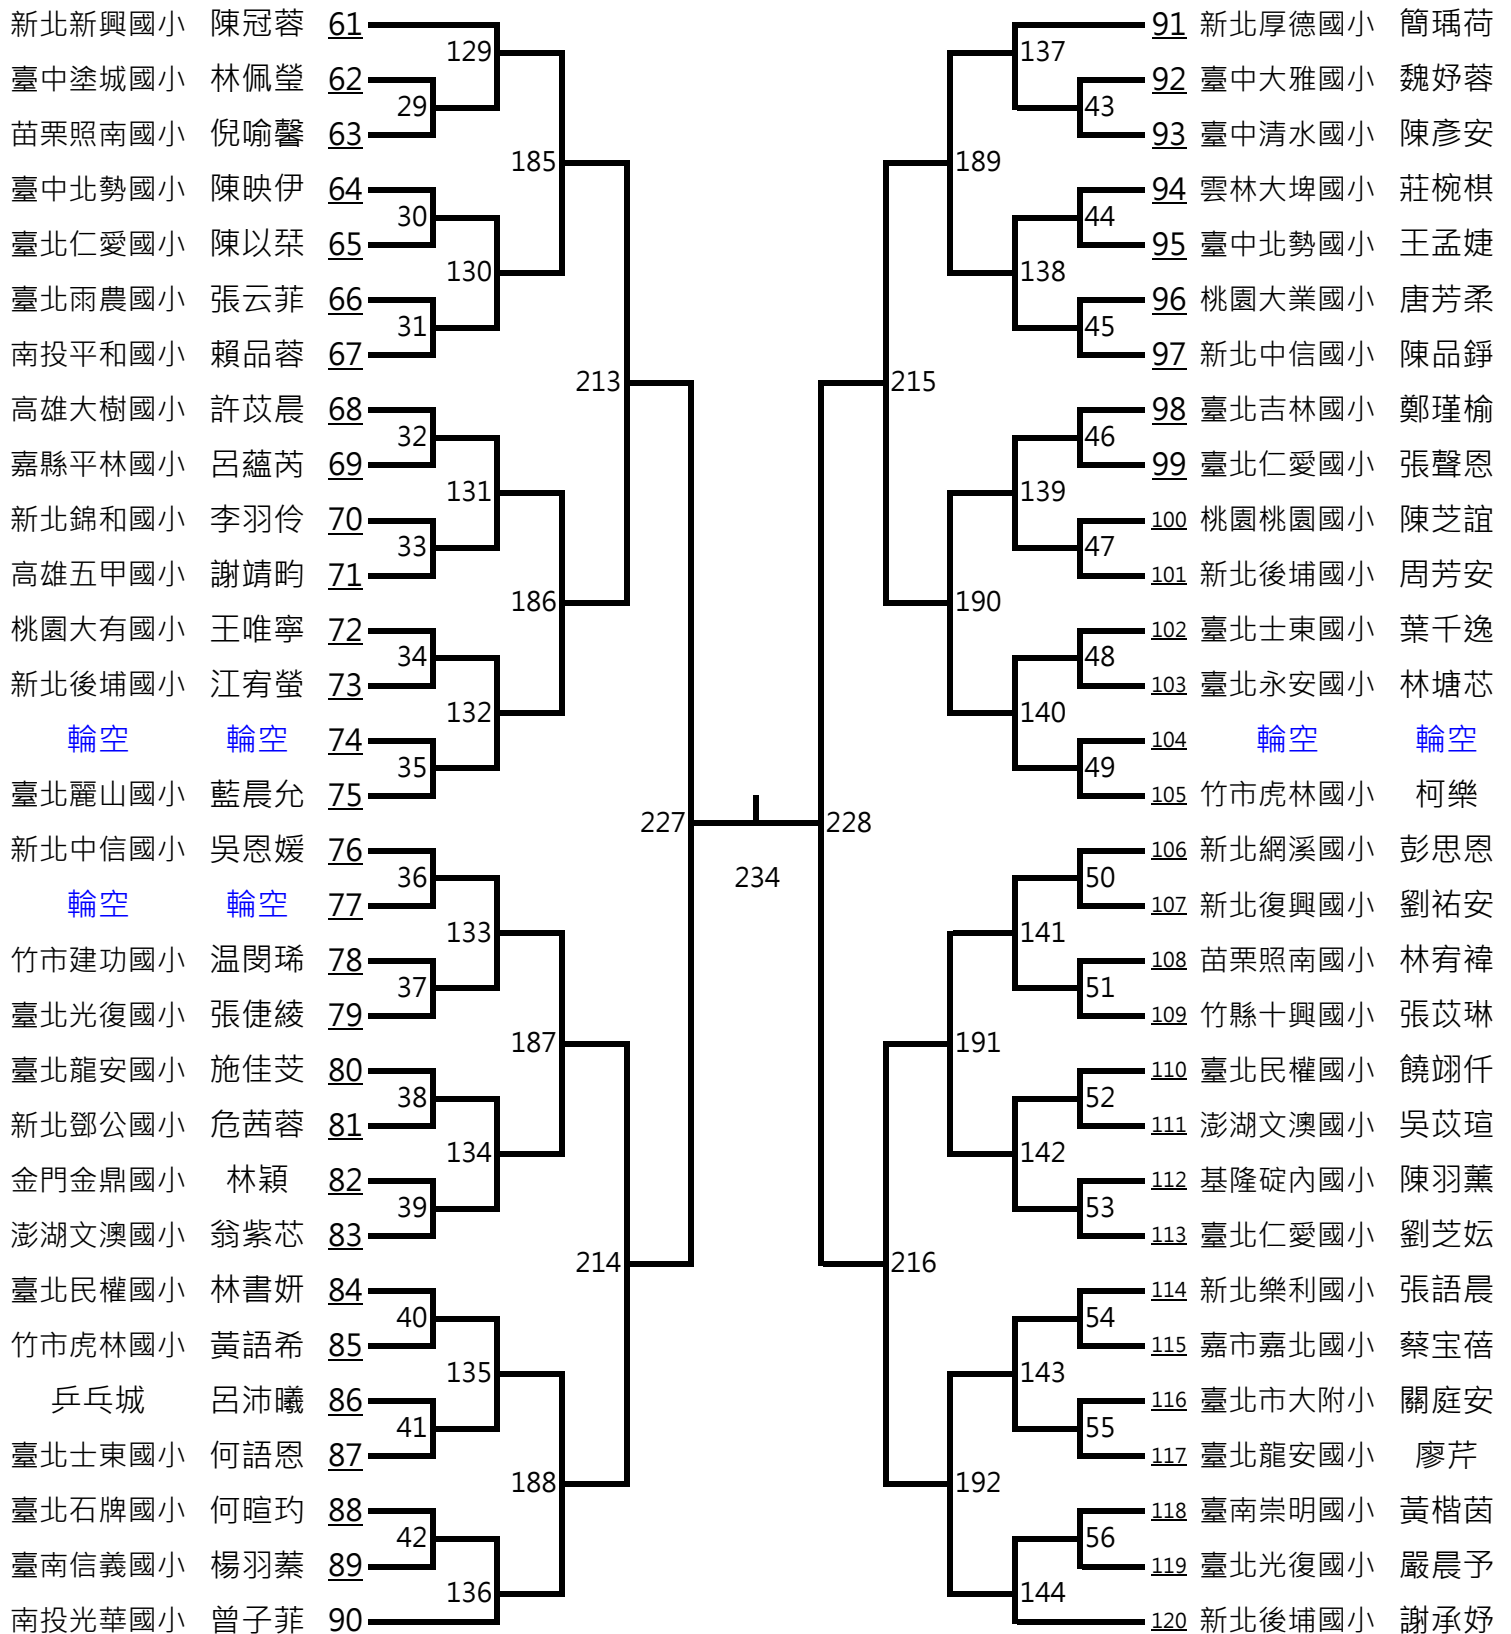 新北新興國小 陳冠蓉 61
129
臺中塗城國小 林佩瑩 62
29
苗栗照南國小 倪喻馨 63
185
臺中北勢國小 陳映伊 64
30
臺北仁愛國小 陳以栞 65
130
臺北雨農國小 張云菲 66
31
南投平和國小 賴品蓉 67
213
高雄大樹國小 許苡晨 68
32
嘉縣平林國小 呂蘊芮 69
131
新北錦和國小 李羽伶 70
33
高雄五甲國小 謝靖畇 71
186
桃園大有國小 王唯寧 72
34
新北後埔國小 江宥螢 73
132
輪空 輪空 74
35
臺北麗山國小 藍晨允 75
227
新北中信國小 吳恩媛 76
36
輪空 輪空 77
133
竹市建功國小 温閔琋 78
37
臺北光復國小 張倢綾 79
187
臺北龍安國小 施佳芠 80
38
新北鄧公國小 危茜蓉 81
134
金門金鼎國小 林穎 82
39
澎湖文澳國小 翁紫芯 83
214
臺北民權國小 林書妍 84
40
竹市虎林國小 黃語希 85
135
乒乓城 呂沛曦 86
41
臺北士東國小 何語恩 87
188
臺北石牌國小 何暄玓 88
42
臺南信義國小 楊羽蓁 89
136
南投光華國小 曾子菲 90
234
91 新北厚德國小 簡瑀荷
137
92 臺中大雅國小 魏妤蓉
43
93 臺中清水國小 陳彥安
189
94 雲林大埤國小 莊椀棋
44
95 臺中北勢國小 王孟婕
138
96 桃園大業國小 唐芳柔
45
97 新北中信國小 陳品錚
215
98 臺北吉林國小 鄭瑾榆
46
99 臺北仁愛國小 張聲恩
139
100 桃園桃園國小 陳芝誼
47
101 新北後埔國小 周芳安
190
102 臺北士東國小 葉千逸
48
103 臺北永安國小 林塘芯
140
104 輪空 輪空
49
105 竹市虎林國小 柯樂
228
106 新北網溪國小 彭思恩
50
107 新北復興國小 劉祐安
141
108 苗栗照南國小 林宥褘
51
109 竹縣十興國小 張苡琳
191
110 臺北民權國小 饒翊仟
52
111 澎湖文澳國小 吳苡瑄
142
112 基隆碇內國小 陳羽薰
53
113 臺北仁愛國小 劉芝妘
216
114 新北樂利國小 張語晨
54
115 嘉市嘉北國小 蔡宝蓓
143
116 臺北市大附小 關庭安
55
117 臺北龍安國小 廖芹
192
118 臺南崇明國小 黃楷茵
56
119 臺北光復國小 嚴晨予
144
120 新北後埔國小 謝承妤